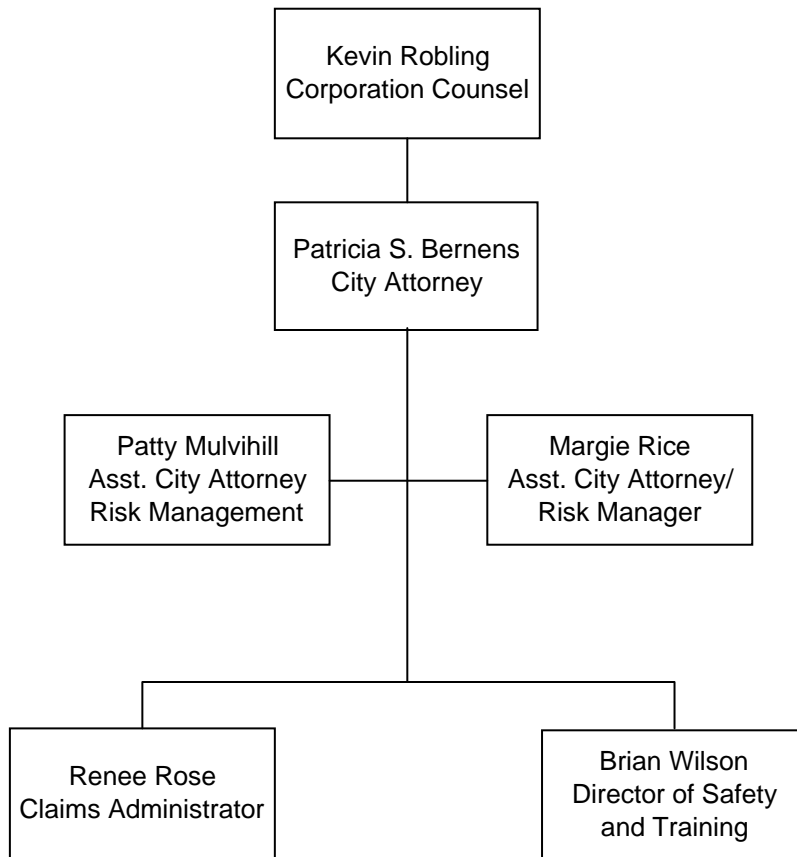 Kevin Robling
Corporation Counsel
Patricia S. Bernens
City Attorney
Patty Mulvihill
Asst. City Attorney
Risk Management
Margie Rice
Asst. City Attorney/
Risk Manager
Renee Rose
Claims Administrator
Brian Wilson
Director of Safety
and Training